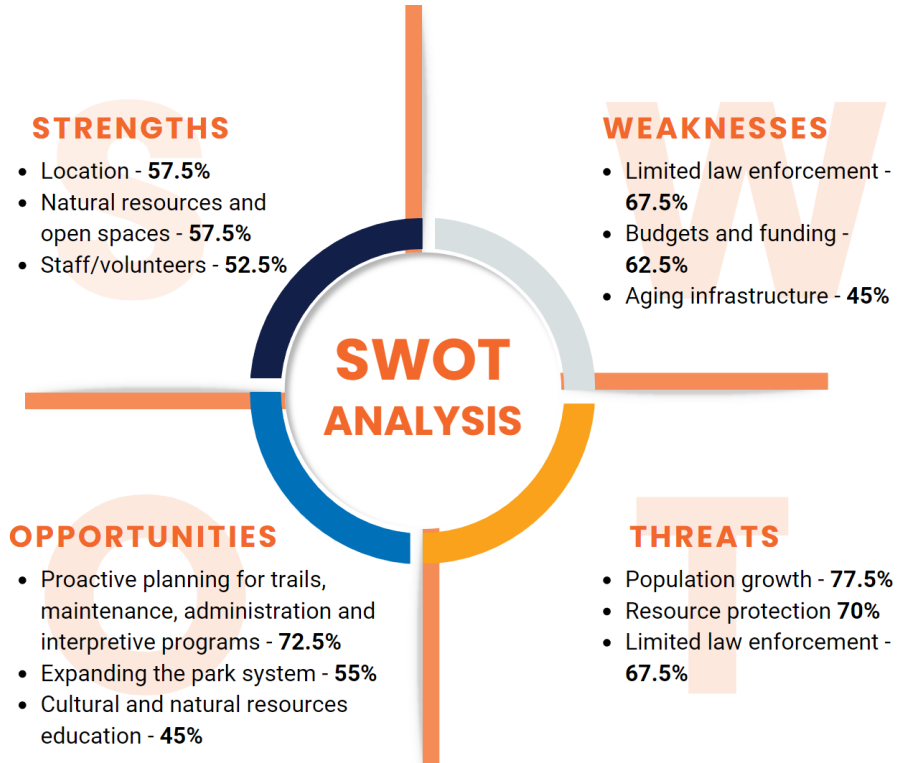 STRENGTHS
• Location - 57.5%
• Natural resources and
open spaces - 57.5%
• Staff/volunteers - 52.5%
S
WEAKNESSES
• Limited law enforcement -
67.5%
• Budgets and funding -
62.5%
• Aging infrastructure - 45%
W
SWOT
ANALYSIS
OPPORTUNITIES
• Proactive planning for trails,
maintenance, administration and
interpretive programs - 72.5%
• Expanding the park system - 55%
• Cultural and natural resources
education - 45%
O
THREATS
• Population growth - 77.5%
• Resource protection 70%
• Limited law enforcement -
67.5%
T